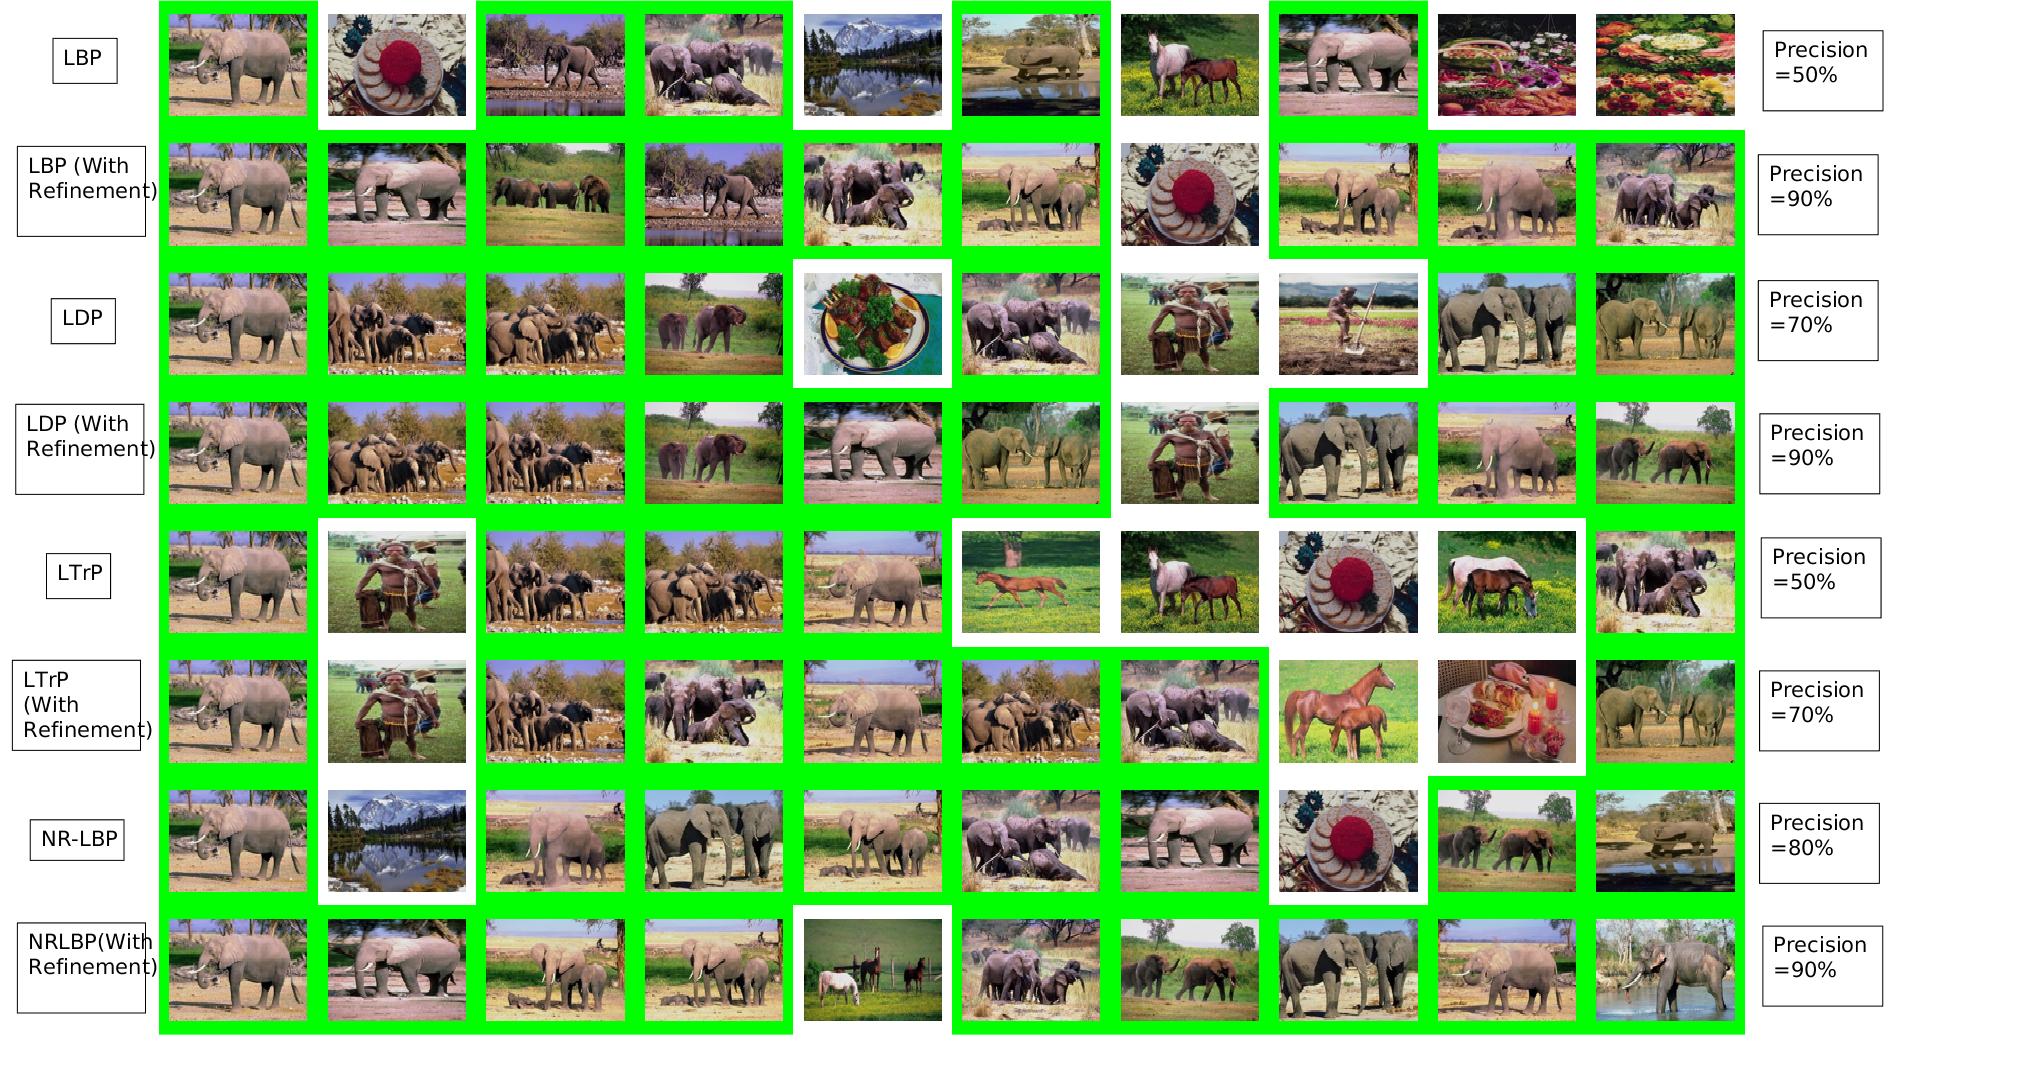 LBP
Precision
=50%
LBP (With
Refinement)
Precision
=90%
LDP
Precision
=70%
LDP (With
Refinement)
Precision
=90%
LTrP
Precision
=50%
LTrP
(With
Refinement)
Precision
=70%
NR-LBP
Precision
=80%
NRLBP(With
Refinement)
Precision
=90%